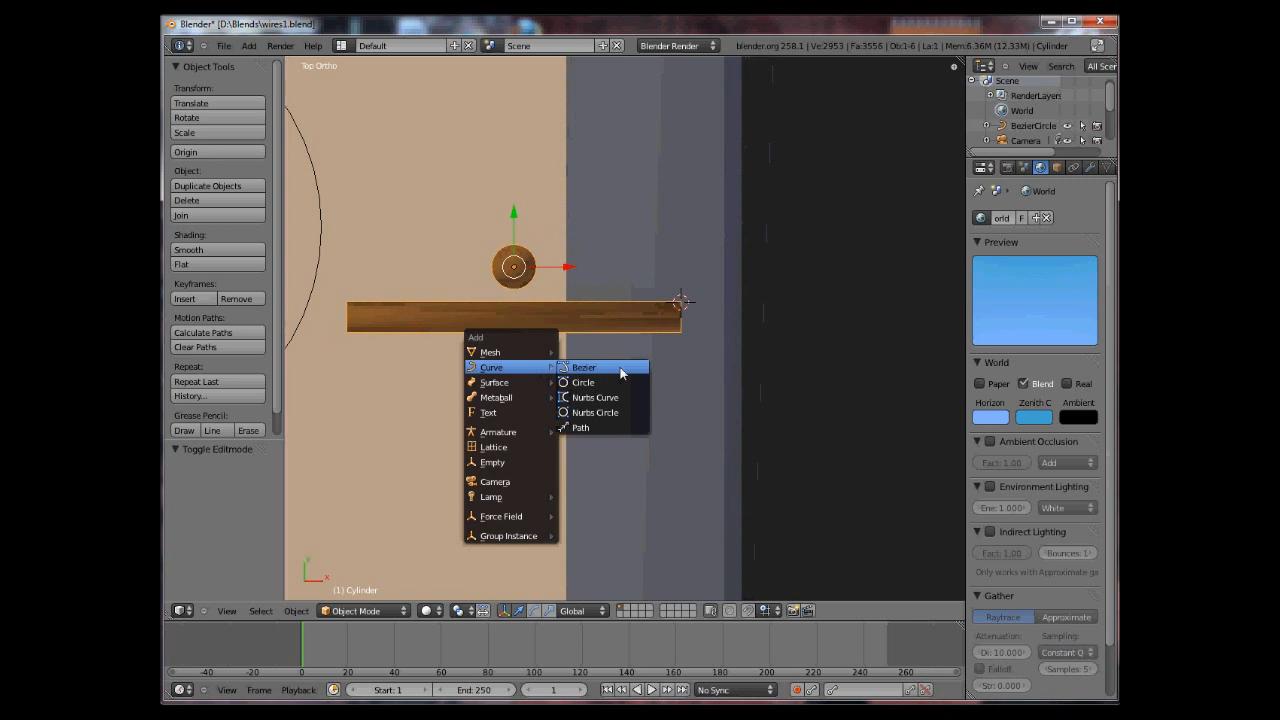 Blender* [D:\Blends\wires1.blend]
File Add Render Help Default Scene Blender Render blender.org 258.1 · Ve:2953 | Fa:3556 | Ob:1-6 | La:1 | Mem:6.36M (12.33M) | Cylinder
Object Tools
Transform:
Translate
Rotate
Scale
Origin
Object:
Duplicate Objects
Delete
Join
Shading:
Smooth
Flat
Keyframes:
Insert Remove
Motion Paths:
Calculate Paths
Clear Paths
Repeat:
Repeat Last
History...
Grease Pencil:
Draw Line Erase
Toggle Editmode
Top Ortho
Add
Mesh
Curve
Surface
Metaball
Text
Armature
Lattice
Empty
Camera
Lamp
Force Field
Group Instance
Bezier
Circle
Nurbs Curve
Nurbs Circle
Path
y
x
(1) Cylinder
View Select Object Object Mode Global
-40 -20 0 20 40 60 80 100 120 140 160 180 200 220 240 260
View Frame Playback Start: 1 End: 250 1 No Sync
View Search All Scer
Scene
RenderLayers
World
BezierCircle
Camera
World
orld F
Preview
World
Paper Blend Real
Horizon Zenith C Ambient
Ambient Occlusion
Fact: 1.00 Add
Environment Lighting
Ene: 1.000 White
Indirect Lighting
Fact: 1.00 Bounces: 1
Only works with Approximate ga
Gather
Raytrace Approximate
Attenuation: Sampling:
Di: 10.000 Constant Q
Falloff Samples: 5
Str: 0.000